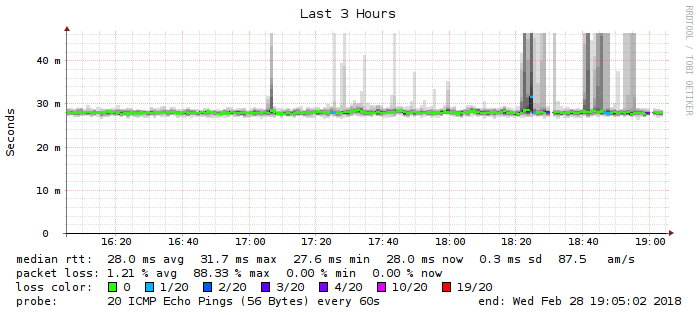 Last 3 Hours
RRDTOOL / TOBI OETIKER
Seconds
40 m
30 m
20 m
10 m
0
16:20 16:40 17:00 17:20 17:40 18:00 18:20 18:40 19:00
median rtt: 28.0 ms avg 31.7 ms max 27.6 ms min 28.0 ms now 0.3 ms sd 87.5 am/s
packet loss: 1.21 % avg 88.33 % max 0.00 % min 0.00 % now
loss color: 0 1/20 2/20 3/20 4/20 10/20 19/20
probe: 20 ICMP Echo Pings (56 Bytes) every 60s end: Wed Feb 28 19:05:02 2018